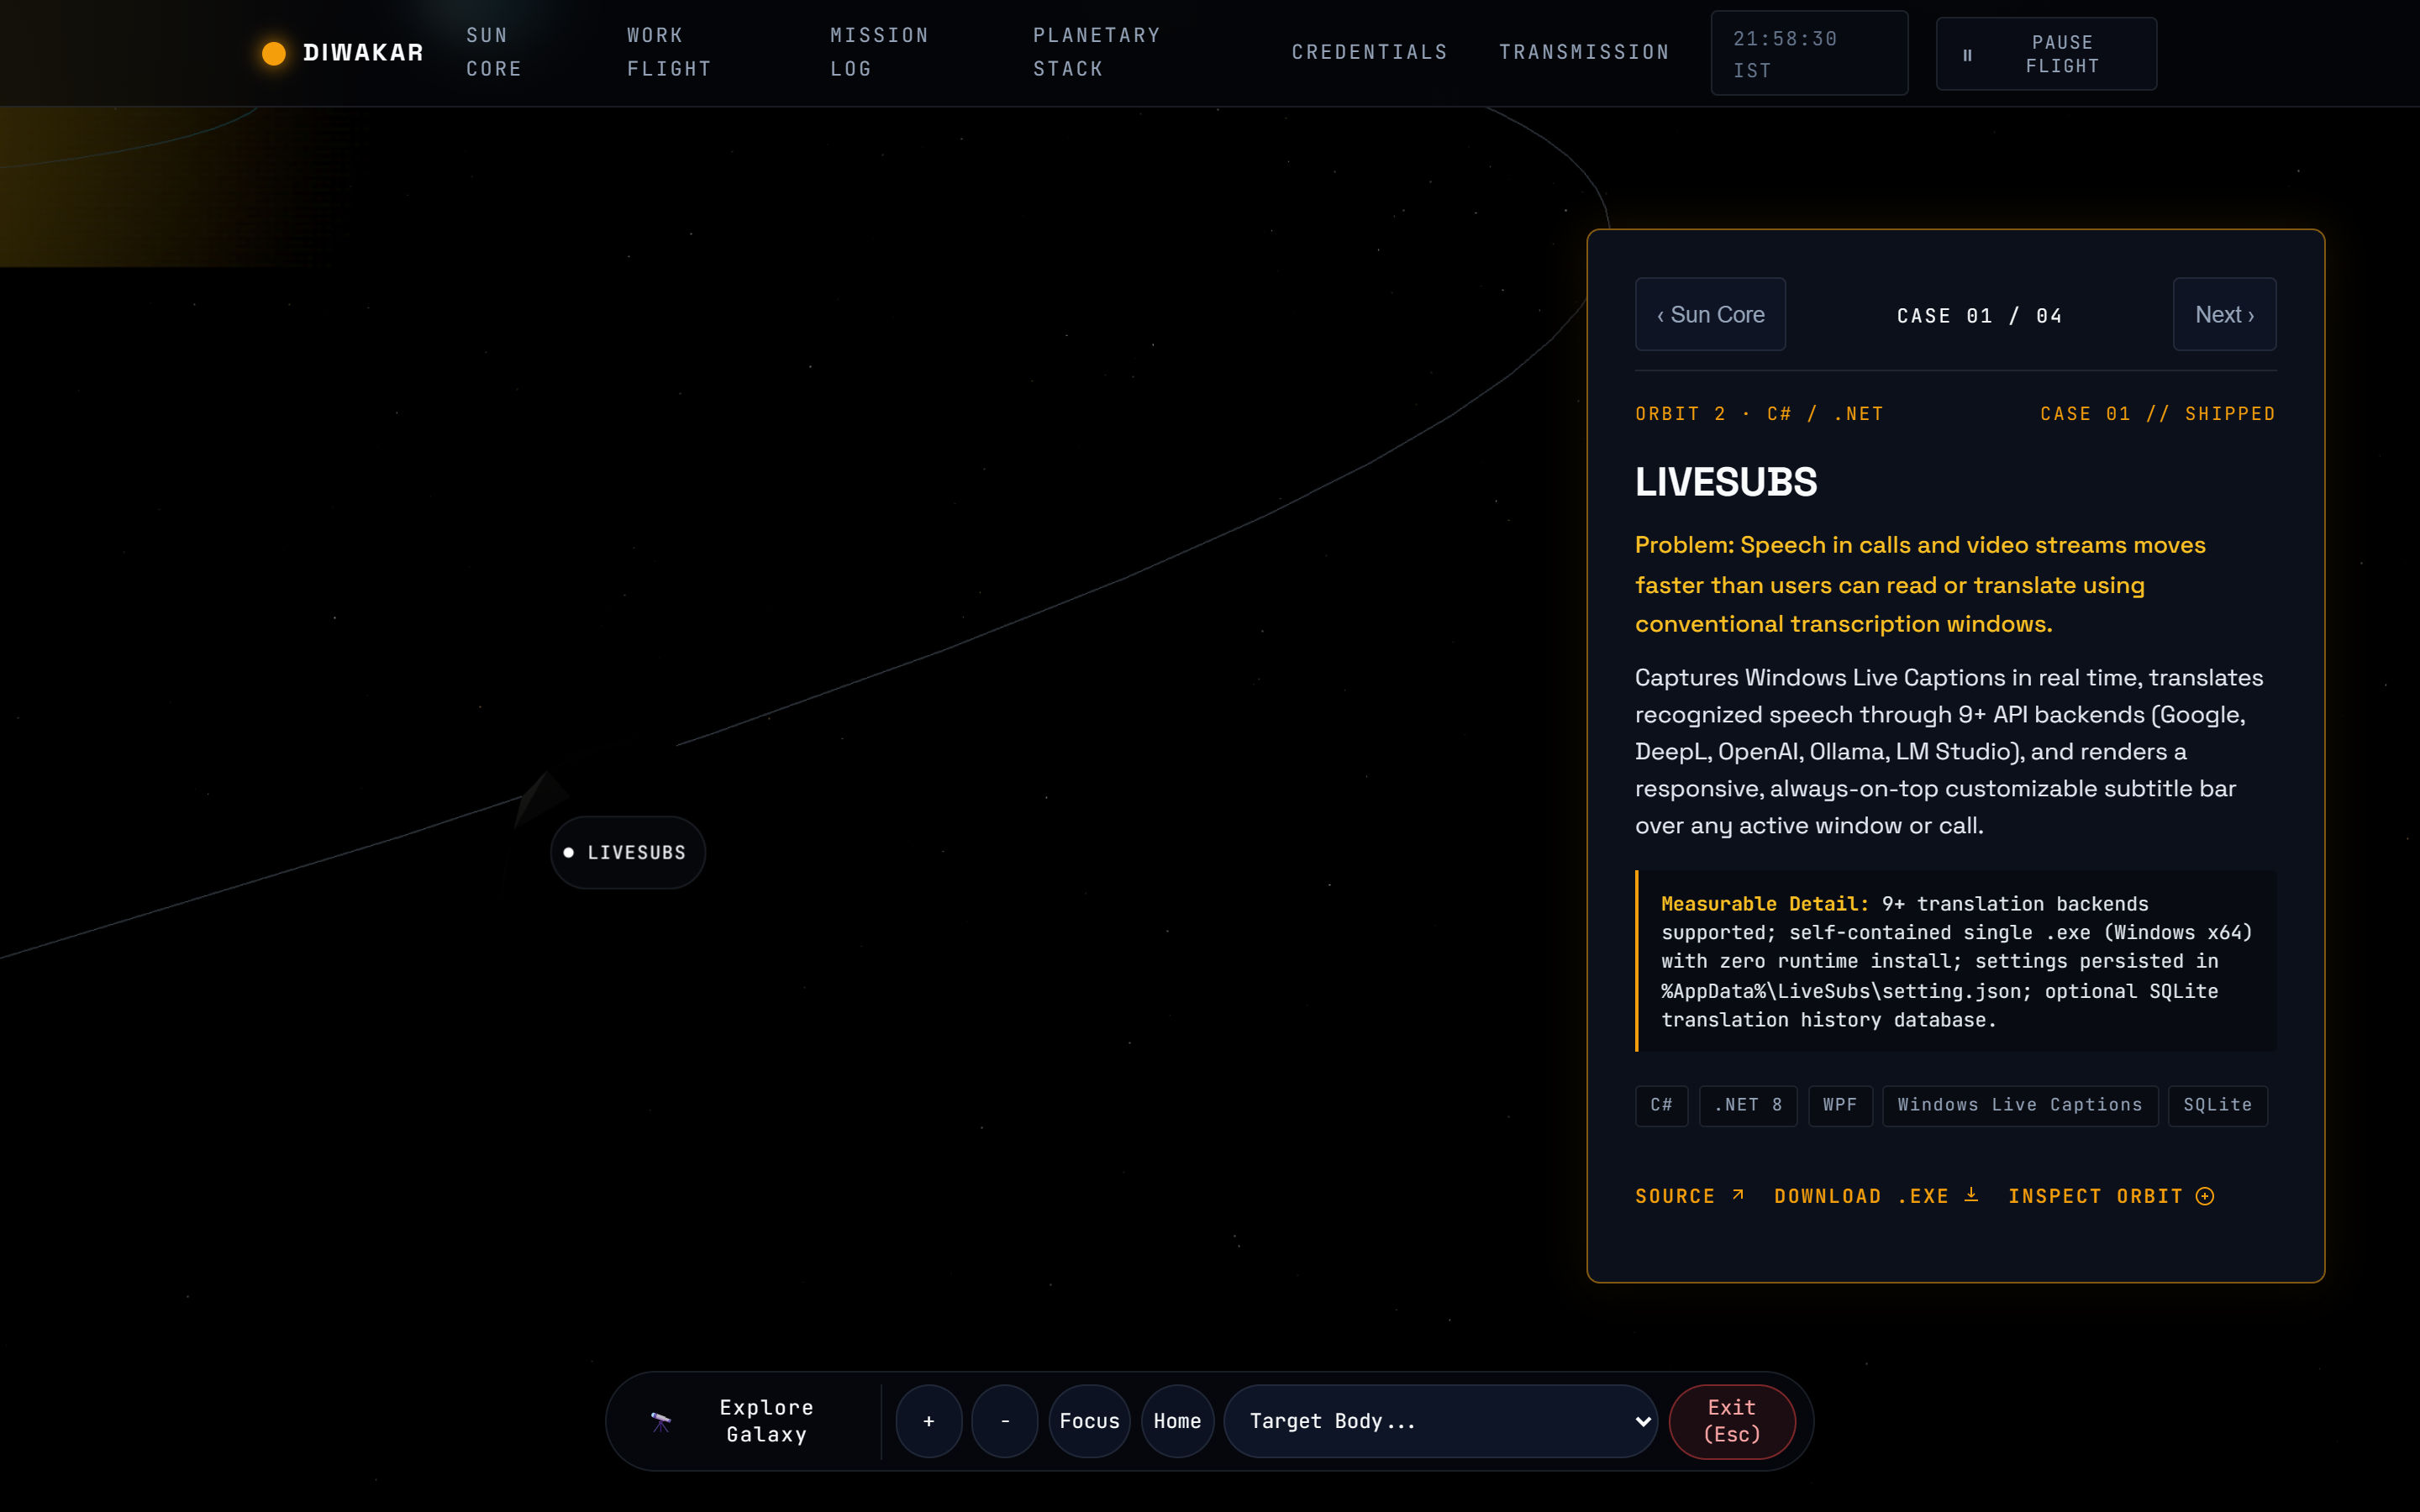 DIWAKAR
SUN
CORE
WORK
FLIGHT
MISSION
LOG
PLANETARY
STACK
CREDENTIALS
TRANSMISSION
21:58:30
IST
PAUSE
FLIGHT
‹ Sun Core
CASE 01 / 04
Next ›
ORBIT 2 · C# / .NET
CASE 01 // SHIPPED
LIVESUBS
Problem: Speech in calls and video streams moves
faster than users can read or translate using
conventional transcription windows.
Captures Windows Live Captions in real time, translates
recognized speech through 9+ API backends (Google,
DeepL, OpenAI, Ollama, LM Studio), and renders a
responsive, always-on-top customizable subtitle bar
over any active window or call.
Measurable Detail: 9+ translation backends
supported; self-contained single .exe (Windows x64)
with zero runtime install; settings persisted in
%AppData%\LiveSubs\setting.json; optional SQLite
translation history database.
C#
.NET 8
WPF
Windows Live Captions
SQLite
SOURCE
DOWNLOAD .EXE
INSPECT ORBIT
LIVESUBS
Explore
Galaxy
+
-
Focus
Home
Target Body...
Exit
(Esc)